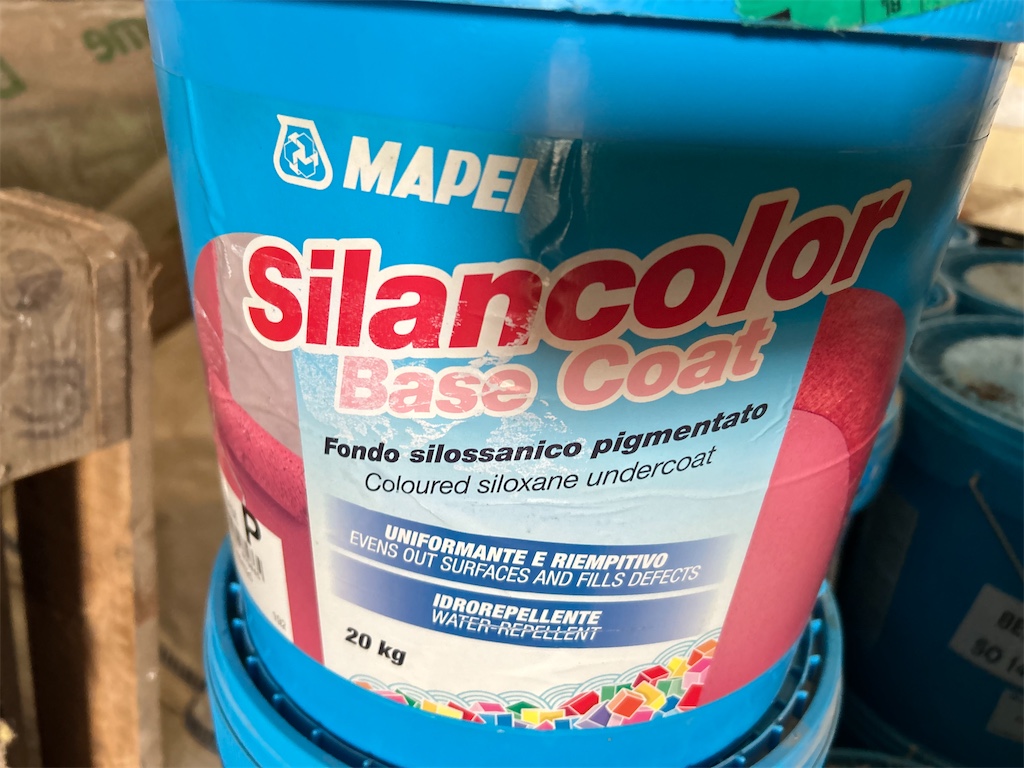 MAPEI
Silancolor
Base Coat
Fondo silossanico pigmentato
Coloured siloxane undercoat
UNIFORMANTE E RIEMPITIVO
EVENS OUT SURFACES AND FILLS DEFECTS
IDROREPELLENTE
WATER-REPELLENT
20 kg
P